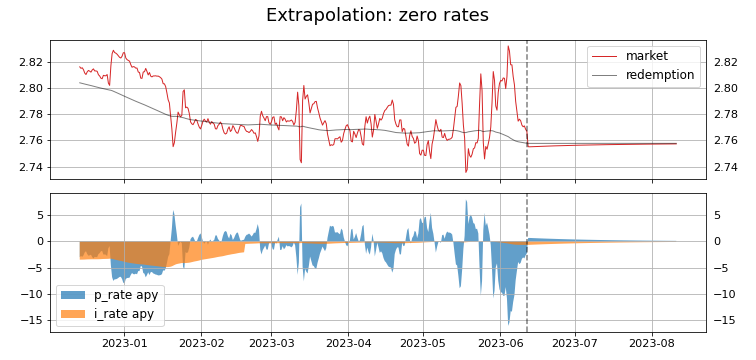 Extrapolation: zero rates
2.82 2.82
2.80 2.80
2.78 2.78
2.76 2.76
2.74 2.74
market
redemption
5 5
0 0
−5 −5
−10 −10
−15 −15
p_rate apy
i_rate apy
2023-01 2023-02 2023-03 2023-04 2023-05 2023-06 2023-07 2023-08